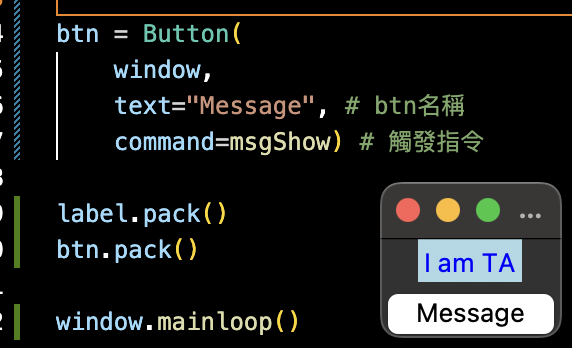 btn = Button(
window,
text="Message", # btn名稱
command=msgShow) # 觸發指令
label.pack()
btn.pack()
window.mainloop()
...
I am TA
Message